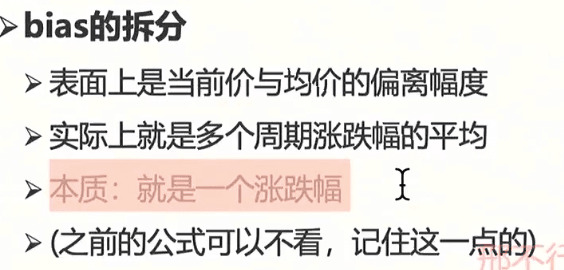 bias的拆分
表面上是当前价与均价的偏离幅度
实际上就是多个周期涨跌幅的平均
本质：就是一个涨跌幅
(之前的公式可以不看，记住这一点的)
邢不行